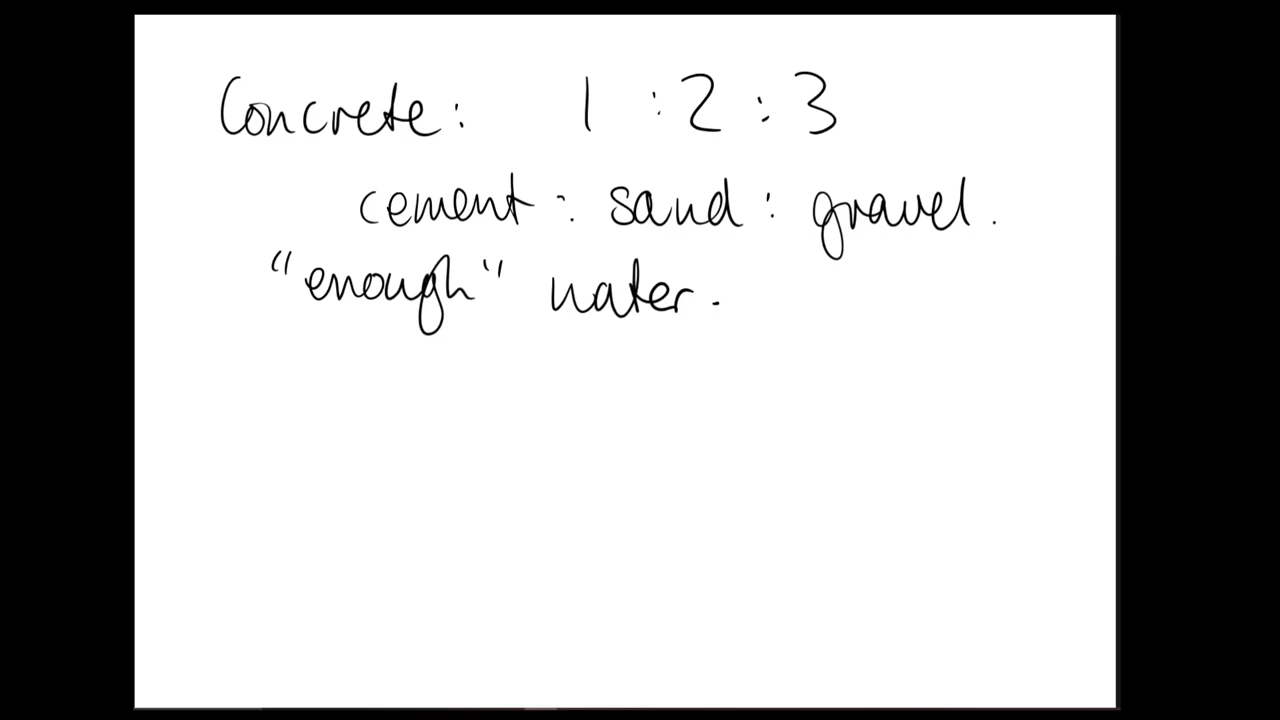 Concrete: 1 : 2 : 3
cement : sand : gravel.
"enough" water.